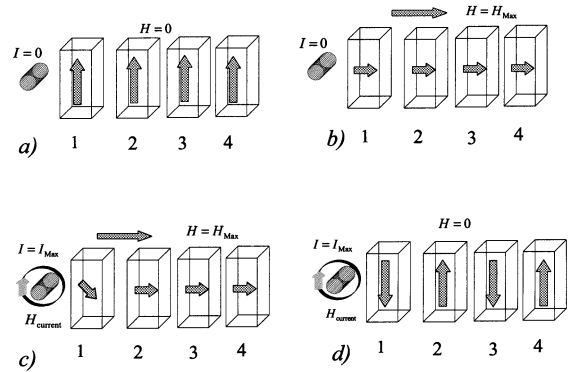 I = 0
H = 0
1 2 3 4
a)
H = H_Max
I = 0
1 2 3 4
b)
H = H_Max
I = I_Max
H_current
1 2 3 4
c)
H = 0
I = I_Max
H_current
1 2 3 4
d)